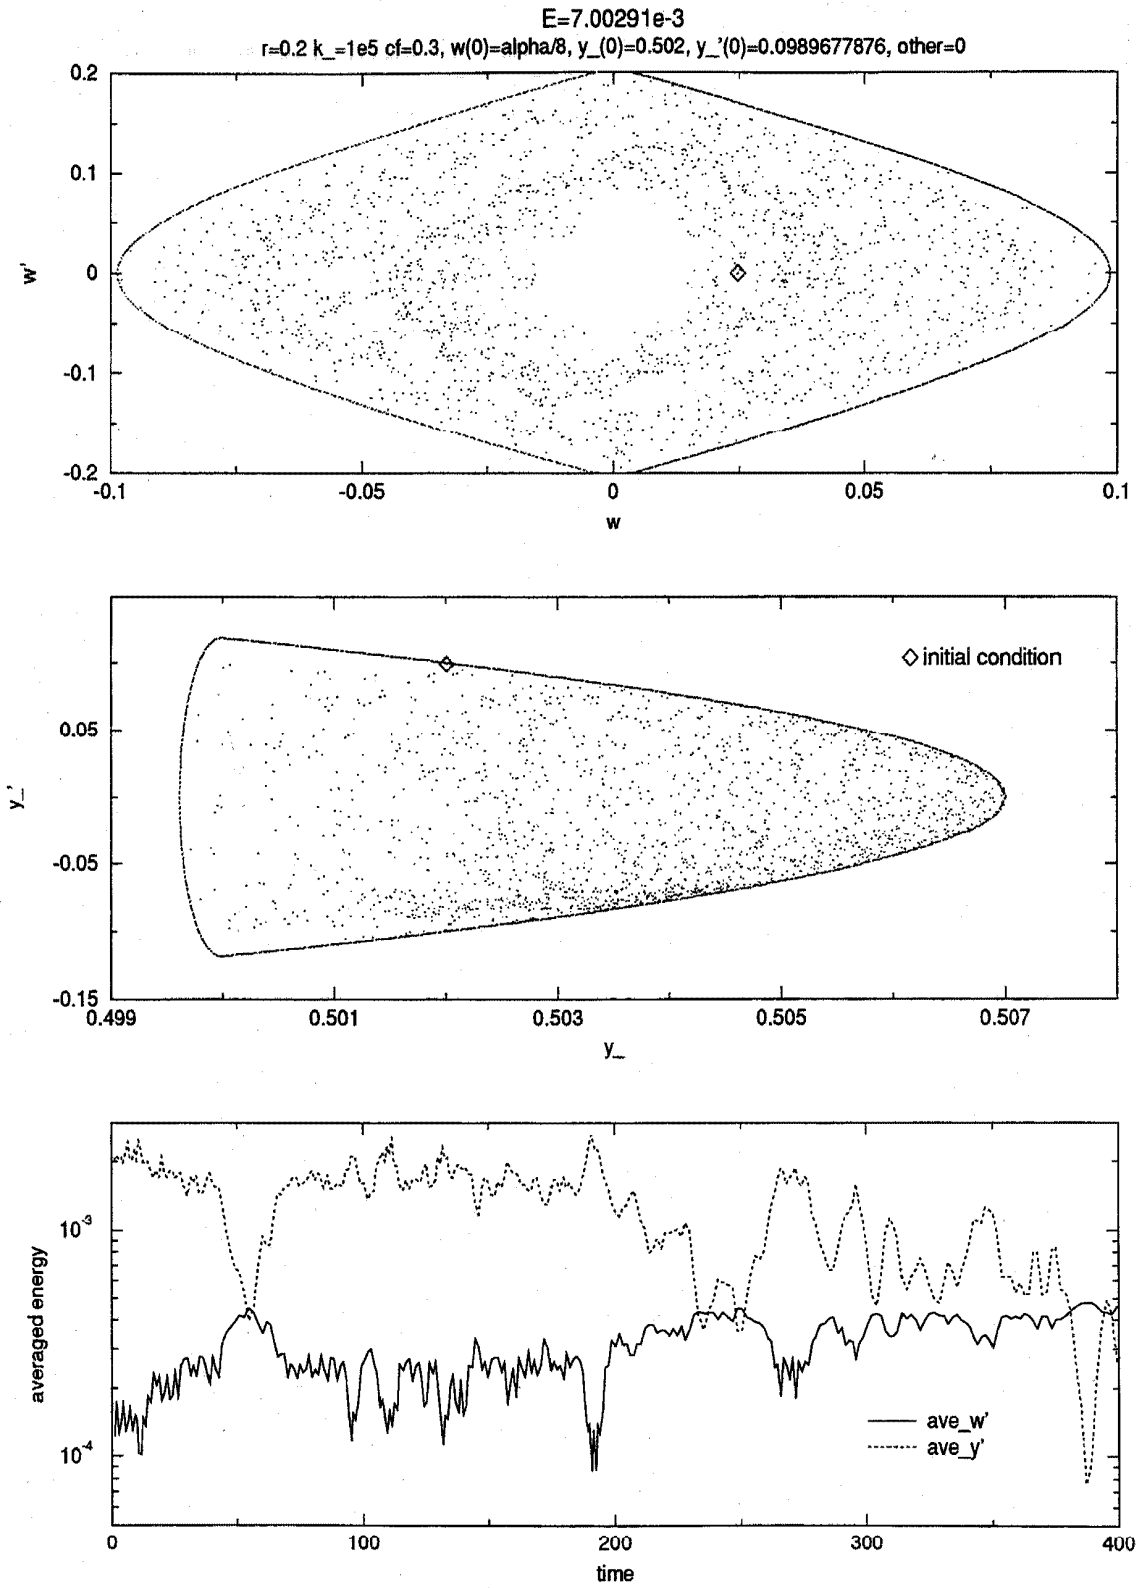 E=7.00291e-3
r=0.2 k_=1e5 cf=0.3, w(0)=alpha/8, y_(0)=0.502, y_'(0)=0.0989677876, other=0
0.2
0.1
0
-0.1
-0.2
w'
-0.1
-0.05
0
0.05
0.1
w
initial condition
0.05
-0.05
-0.15
y_'
0.499
0.501
0.503
0.505
0.507
y_
10-3
10-4
averaged energy
ave_w'
ave_y'
0
100
200
300
400
time